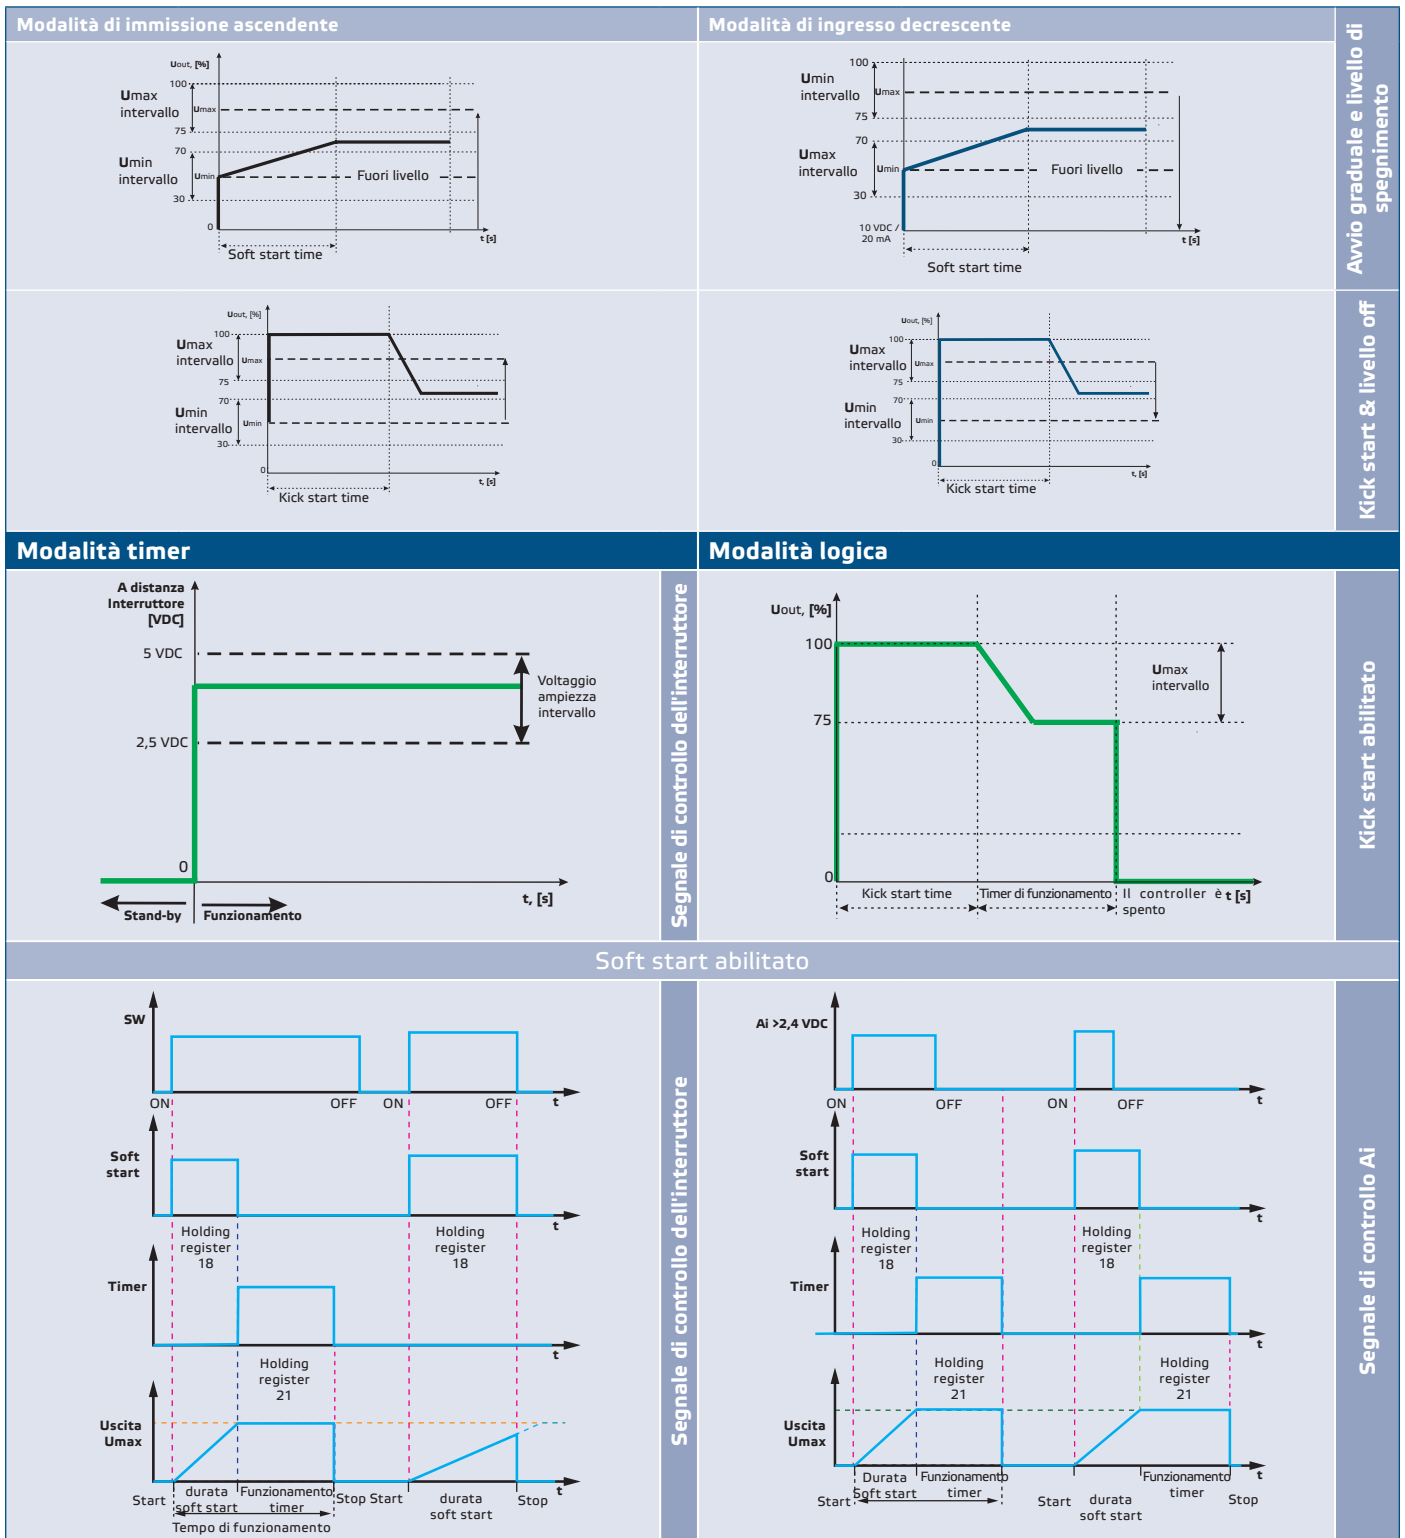 Modalità di immissione ascendente
Modalità di ingresso decrescente
Avvio graduale e livello di
spegnimento
Uout, [%]
100
Umax
intervallo
Umax
75
70
Umin
intervallo
Umin
Fuori livello
30
0
t [s]
Soft start time
100
Umin
intervallo
Umax
75
70
Umax
intervallo
Umin
Fuori livello
30
10 VDC /
20 mA
t [s]
Soft start time
Kick start & livello off
Uout, [%]
100
Umax
intervallo
Umax
75
70
Umin
intervallo
Umin
30
0
t, [s]
Kick start time
Uout, [%]
100
Umax
intervallo
Umax
75
70
Umin
intervallo
Umin
30
0
t, [s]
Kick start time
Modalità timer
Modalità logica
A distanza
Interruttore
[VDC]
5 VDC
Voltaggio
ampiezza
intervallo
2,5 VDC
0
t, [s]
Stand-by
Funzionamento
Segnale di controllo dell'interruttore
Uout, [%]
100
Umax
intervallo
75
0
Kick start time
Timer di funzionamento
Il controller è
spento
t [s]
Kick start abilitato
Soft start abilitato
SW
ON
OFF
ON
OFF
t
Soft
start
t
Holding
register
18
Holding
register
18
Timer
t
Holding
register
21
Uscita
Umax
t
Start
durata
soft start
Funzionamento
timer
Stop
Start
durata
soft start
Stop
Tempo di funzionamento
Segnale di controllo dell'interruttore
Ai >2,4 VDC
ON
OFF
ON
OFF
t
Soft
start
t
Holding
register
18
Holding
register
18
Timer
t
Holding
register
21
Holding
register
21
Uscita
Umax
t
Start
Durata
Soft start
Funzionamento
timer
Start
durata
soft start
Funzionamento
timer
Stop
Segnale di controllo Ai